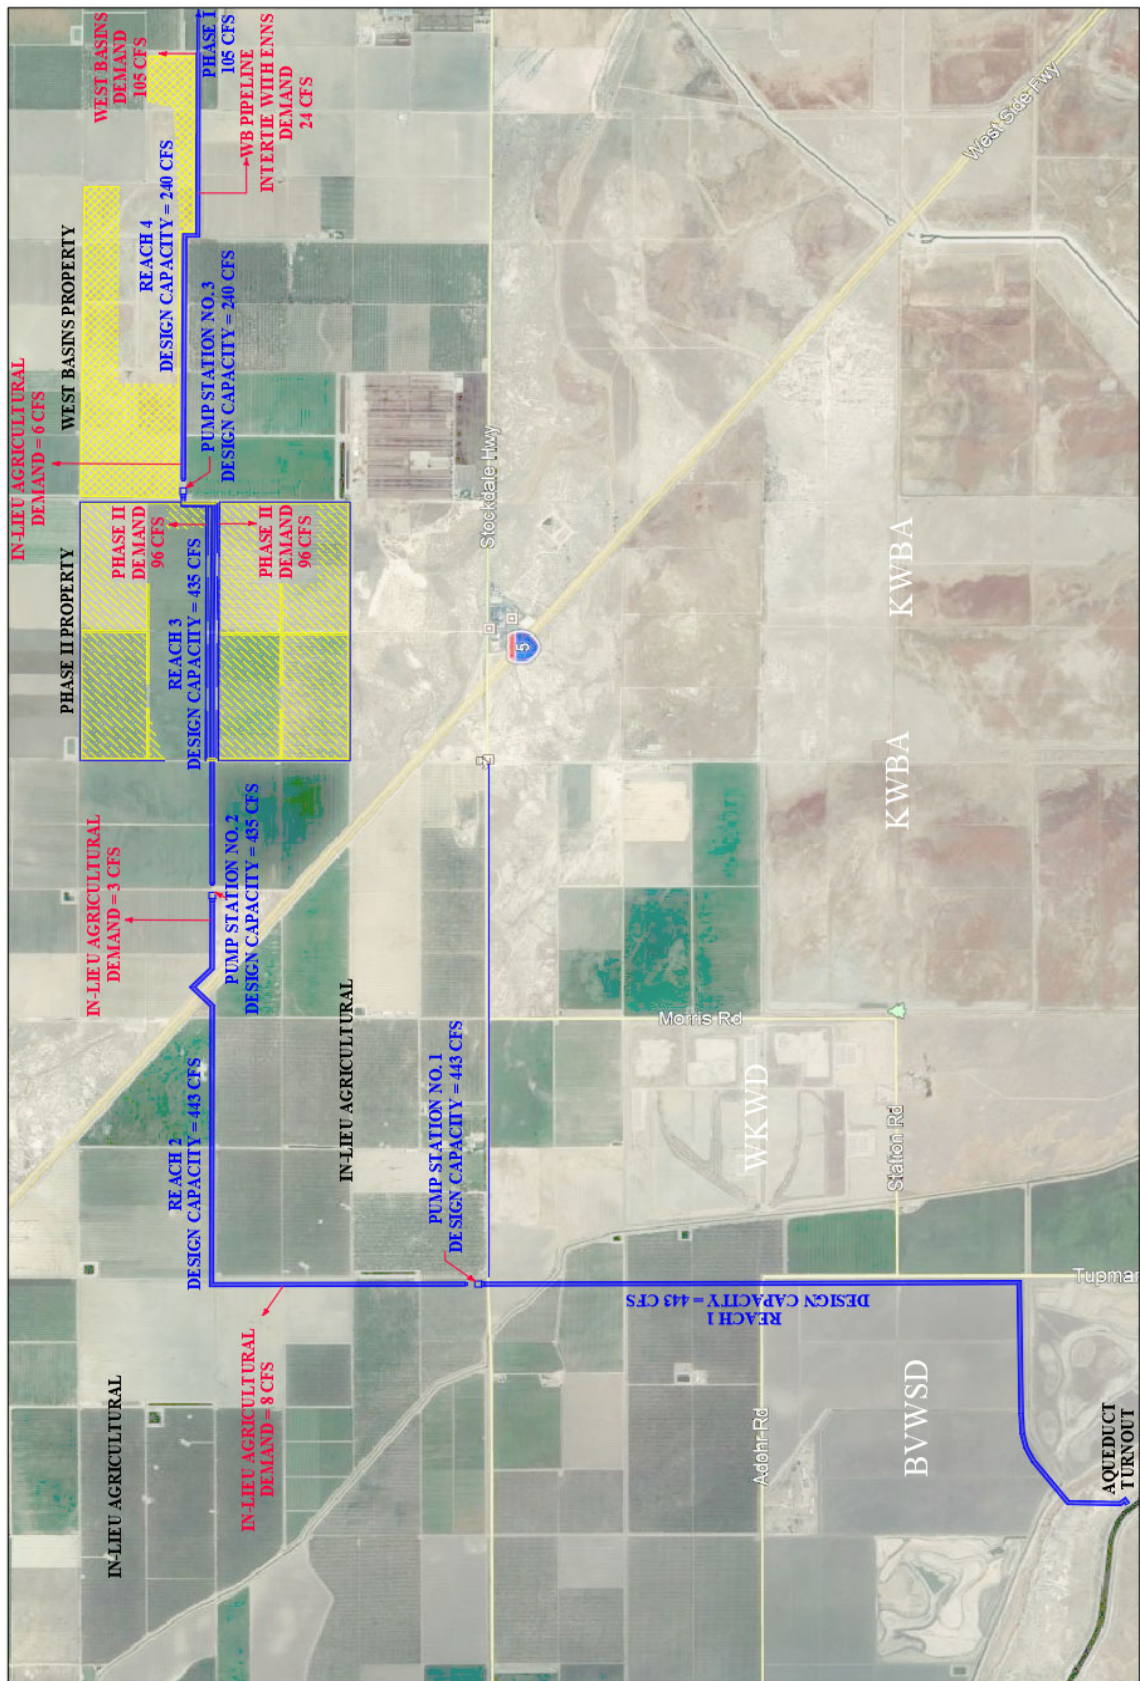 WEST BASINS
DEMAND
105 CFS
PHASE I
105 CFS
WB PIPELINE
INTERTIE WITH ENNS
DEMAND
24 CFS
WEST BASINS PROPERTY
REACH 4
DESIGN CAPACITY = 240 CFS
PUMP STATION NO. 3
DESIGN CAPACITY = 240 CFS
IN-LIEU AGRICULTURAL
DEMAND = 6 CFS
PHASE II PROPERTY
PHASE II
DEMAND
96 CFS
PHASE II
DEMAND
96 CFS
REACH 3
DESIGN CAPACITY = 435 CFS
IN-LIEU AGRICULTURAL
DEMAND = 3 CFS
PUMP STATION NO. 2
DESIGN CAPACITY = 435 CFS
IN-LIEU AGRICULTURAL
REACH 2
DESIGN CAPACITY = 443 CFS
PUMP STATION NO. 1
DESIGN CAPACITY = 443 CFS
IN-LIEU AGRICULTURAL
DEMAND = 8 CFS
IN-LIEU AGRICULTURAL
REACH 1
DESIGN CAPACITY = 443 CFS
AQUEDUCT
TURNOUT
West Side Fwy
Stockdale Hwy
5
KWBA
KWBA
Morris Rd
WKWD
Station Rd
Tupman
Adohr Rd
BVWSD